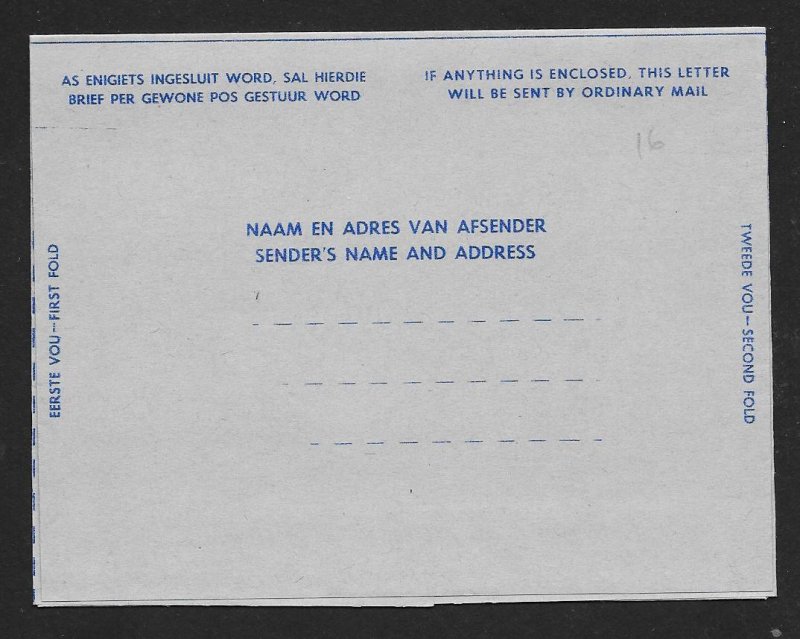 AS ENIGIETS INGESLUIT WORD, SAL HIERDIE
BRIEF PER GEWONE POS GESTUUR WORD
IF ANYTHING IS ENCLOSED, THIS LETTER
WILL BE SENT BY ORDINARY MAIL
16
NAAM EN ADRES VAN AFSENDER
SENDER'S NAME AND ADDRESS
EERSTE VOU—FIRST FOLD
TWEEDE VOU—SECOND FOLD